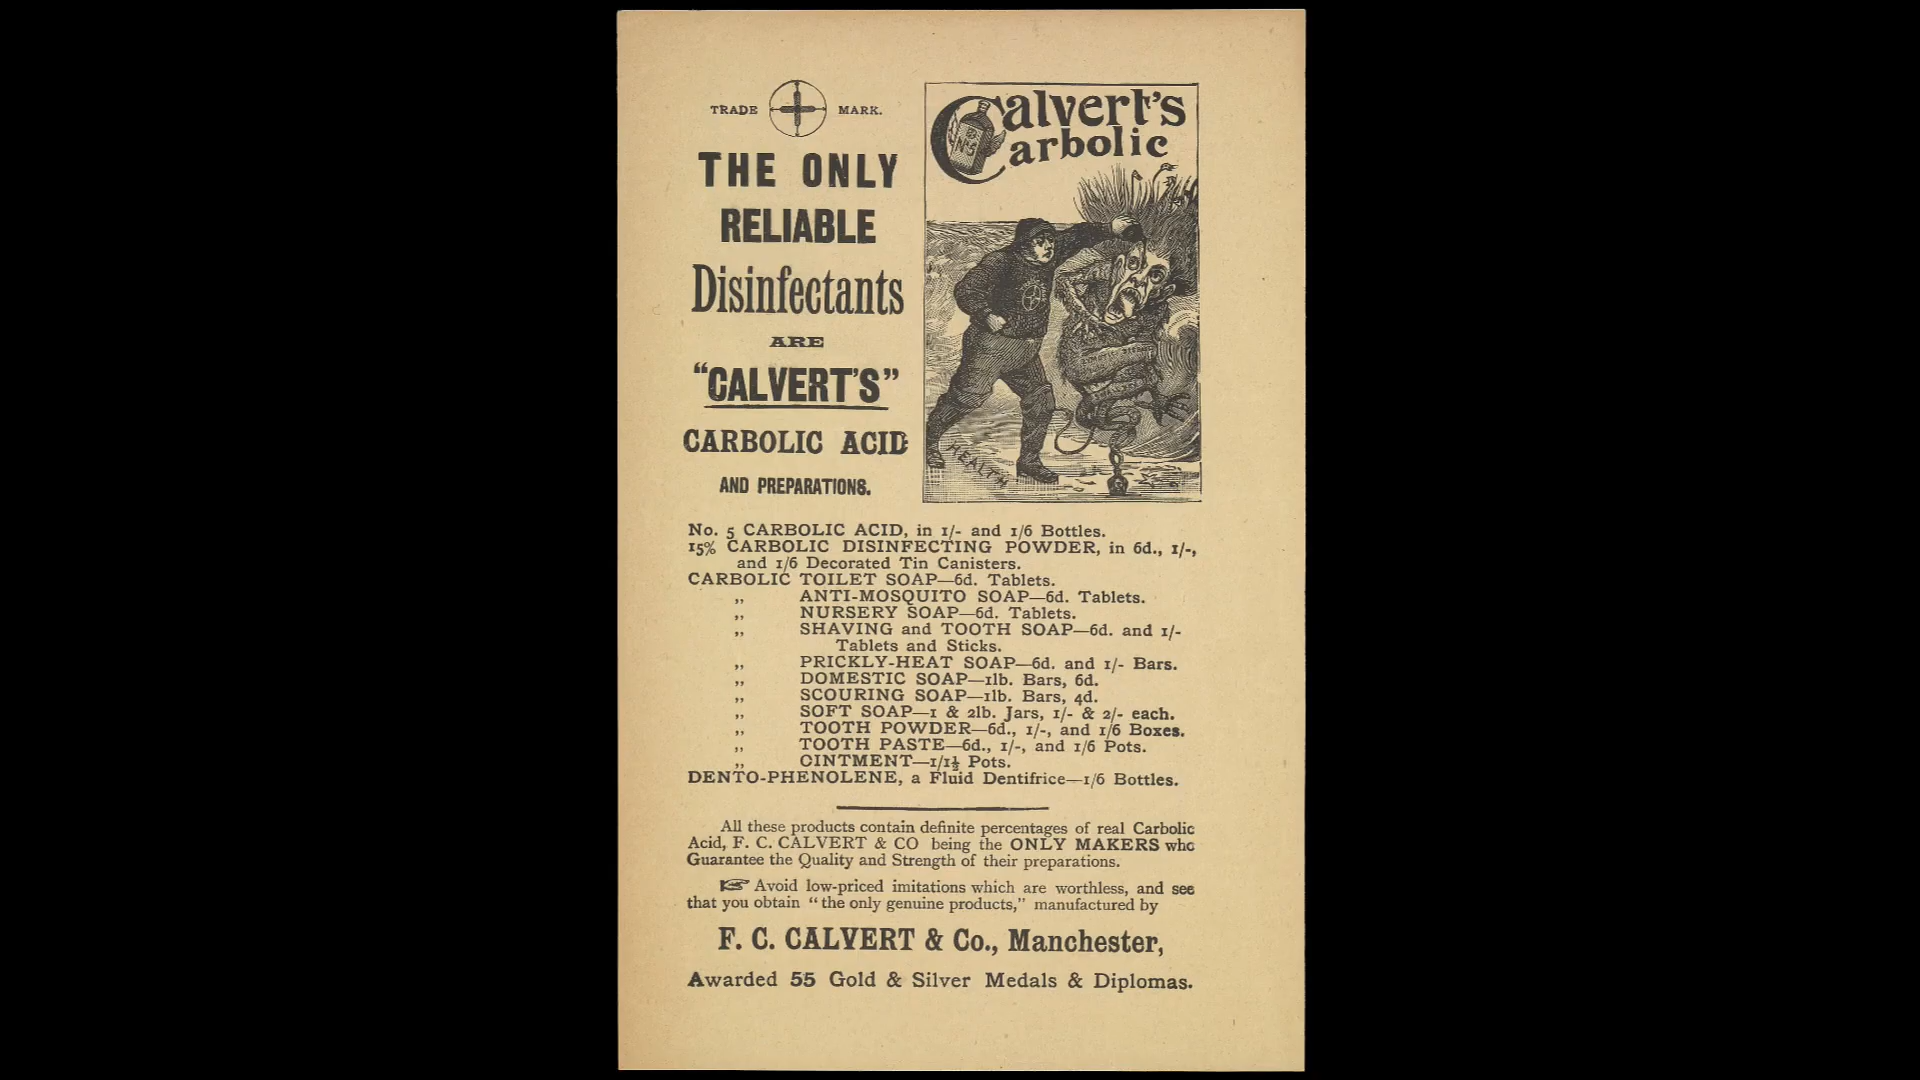 TRADE MARK.
THE ONLY
RELIABLE
Disinfectants
ARE
"CALVERT'S"
CARBOLIC ACID
AND PREPARATIONS.
Calvert's
Carbolic
No 5
HEALTH
No. 5 CARBOLIC ACID, in 1/- and 1/6 Bottles.
15% CARBOLIC DISINFECTING POWDER, in 6d., 1/-,
and 1/6 Decorated Tin Canisters.
CARBOLIC TOILET SOAP—6d. Tablets.
„ ANTI-MOSQUITO SOAP—6d. Tablets.
„ NURSERY SOAP—6d. Tablets.
„ SHAVING and TOOTH SOAP—6d. and 1/-
Tablets and Sticks.
„ PRICKLY-HEAT SOAP—6d. and 1/- Bars.
„ DOMESTIC SOAP—1lb. Bars, 6d.
„ SCOURING SOAP—1lb. Bars, 4d.
„ SOFT SOAP—1 & 2lb. Jars, 1/- & 2/- each.
„ TOOTH POWDER—6d., 1/-, and 1/6 Boxes.
„ TOOTH PASTE—6d., 1/-, and 1/6 Pots.
„ OINTMENT—1/1½ Pots.
DENTO-PHENOLENE, a Fluid Dentifrice—1/6 Bottles.
All these products contain definite percentages of real Carbolic
Acid, F. C. CALVERT & CO being the ONLY MAKERS who
Guarantee the Quality and Strength of their preparations.
☞ Avoid low-priced imitations which are worthless, and see
that you obtain "the only genuine products," manufactured by
F. C. CALVERT & Co., Manchester,
Awarded 55 Gold & Silver Medals & Diplomas.